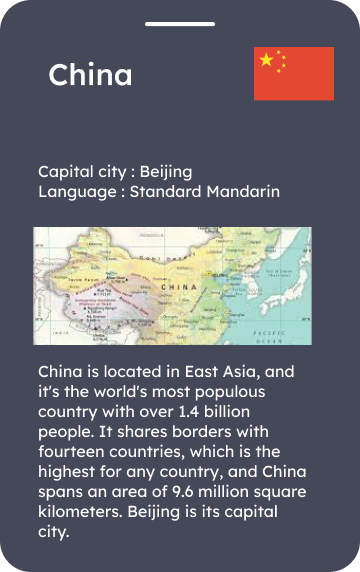 China
Capital city : Beijing
Language : Standard Mandarin
CHINA
China is located in East Asia, and
it's the world's most populous
country with over 1.4 billion
people. It shares borders with
fourteen countries, which is the
highest for any country, and China
spans an area of 9.6 million square
kilometers. Beijing is its capital
city.